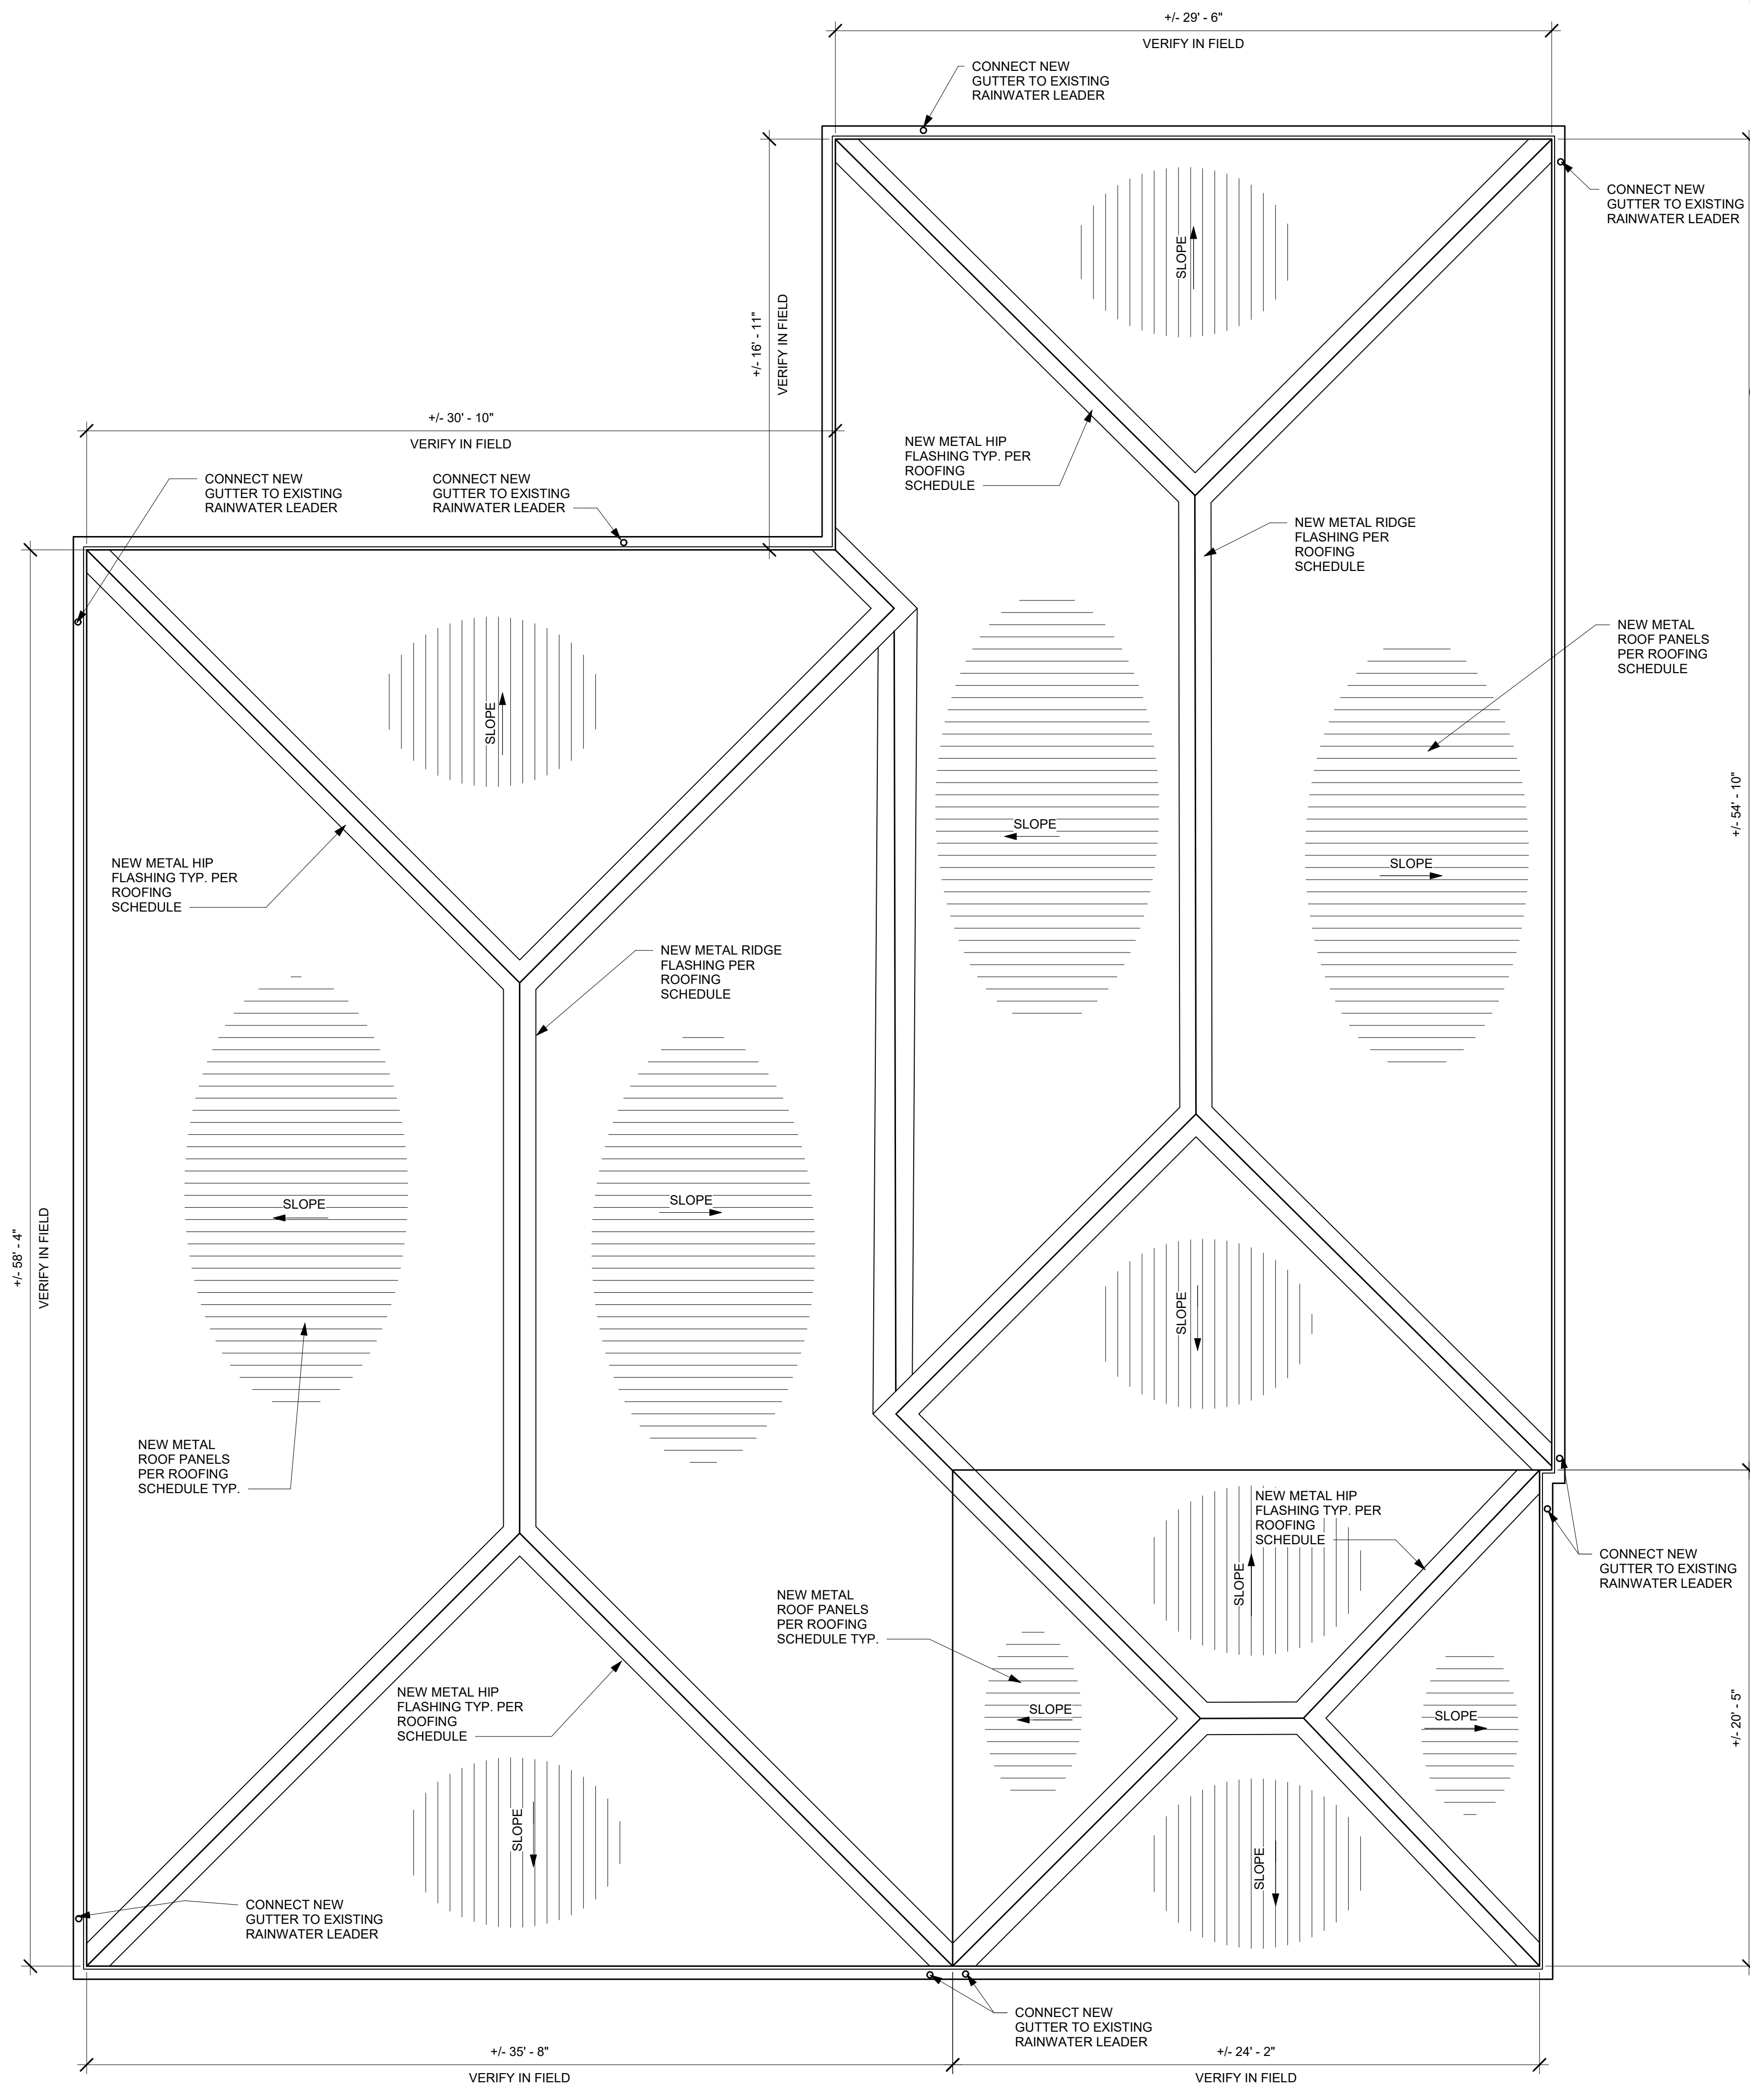 +/- 29' - 6"
VERIFY IN FIELD
CONNECT NEW
GUTTER TO EXISTING
RAINWATER LEADER
CONNECT NEW
GUTTER TO EXISTING
RAINWATER LEADER
SLOPE
+/- 16' - 11"
VERIFY IN FIELD
+/- 30' - 10"
VERIFY IN FIELD
NEW METAL HIP
FLASHING TYP. PER
ROOFING
SCHEDULE
CONNECT NEW
GUTTER TO EXISTING
RAINWATER LEADER
CONNECT NEW
GUTTER TO EXISTING
RAINWATER LEADER
NEW METAL RIDGE
FLASHING PER
ROOFING
SCHEDULE
NEW METAL
ROOF PANELS
PER ROOFING
SCHEDULE
SLOPE
SLOPE
SLOPE
+/- 54' - 10"
NEW METAL HIP
FLASHING TYP. PER
ROOFING
SCHEDULE
NEW METAL RIDGE
FLASHING PER
ROOFING
SCHEDULE
SLOPE
SLOPE
+/- 58' - 4"
VERIFY IN FIELD
SLOPE
NEW METAL
ROOF PANELS
PER ROOFING
SCHEDULE TYP.
NEW METAL HIP
FLASHING TYP. PER
ROOFING
SCHEDULE
SLOPE
CONNECT NEW
GUTTER TO EXISTING
RAINWATER LEADER
NEW METAL
ROOF PANELS
PER ROOFING
SCHEDULE TYP.
NEW METAL HIP
FLASHING TYP. PER
ROOFING
SCHEDULE
SLOPE
SLOPE
+/- 20' - 5"
SLOPE
SLOPE
CONNECT NEW
GUTTER TO EXISTING
RAINWATER LEADER
CONNECT NEW
GUTTER TO EXISTING
RAINWATER LEADER
+/- 35' - 8"
VERIFY IN FIELD
+/- 24' - 2"
VERIFY IN FIELD